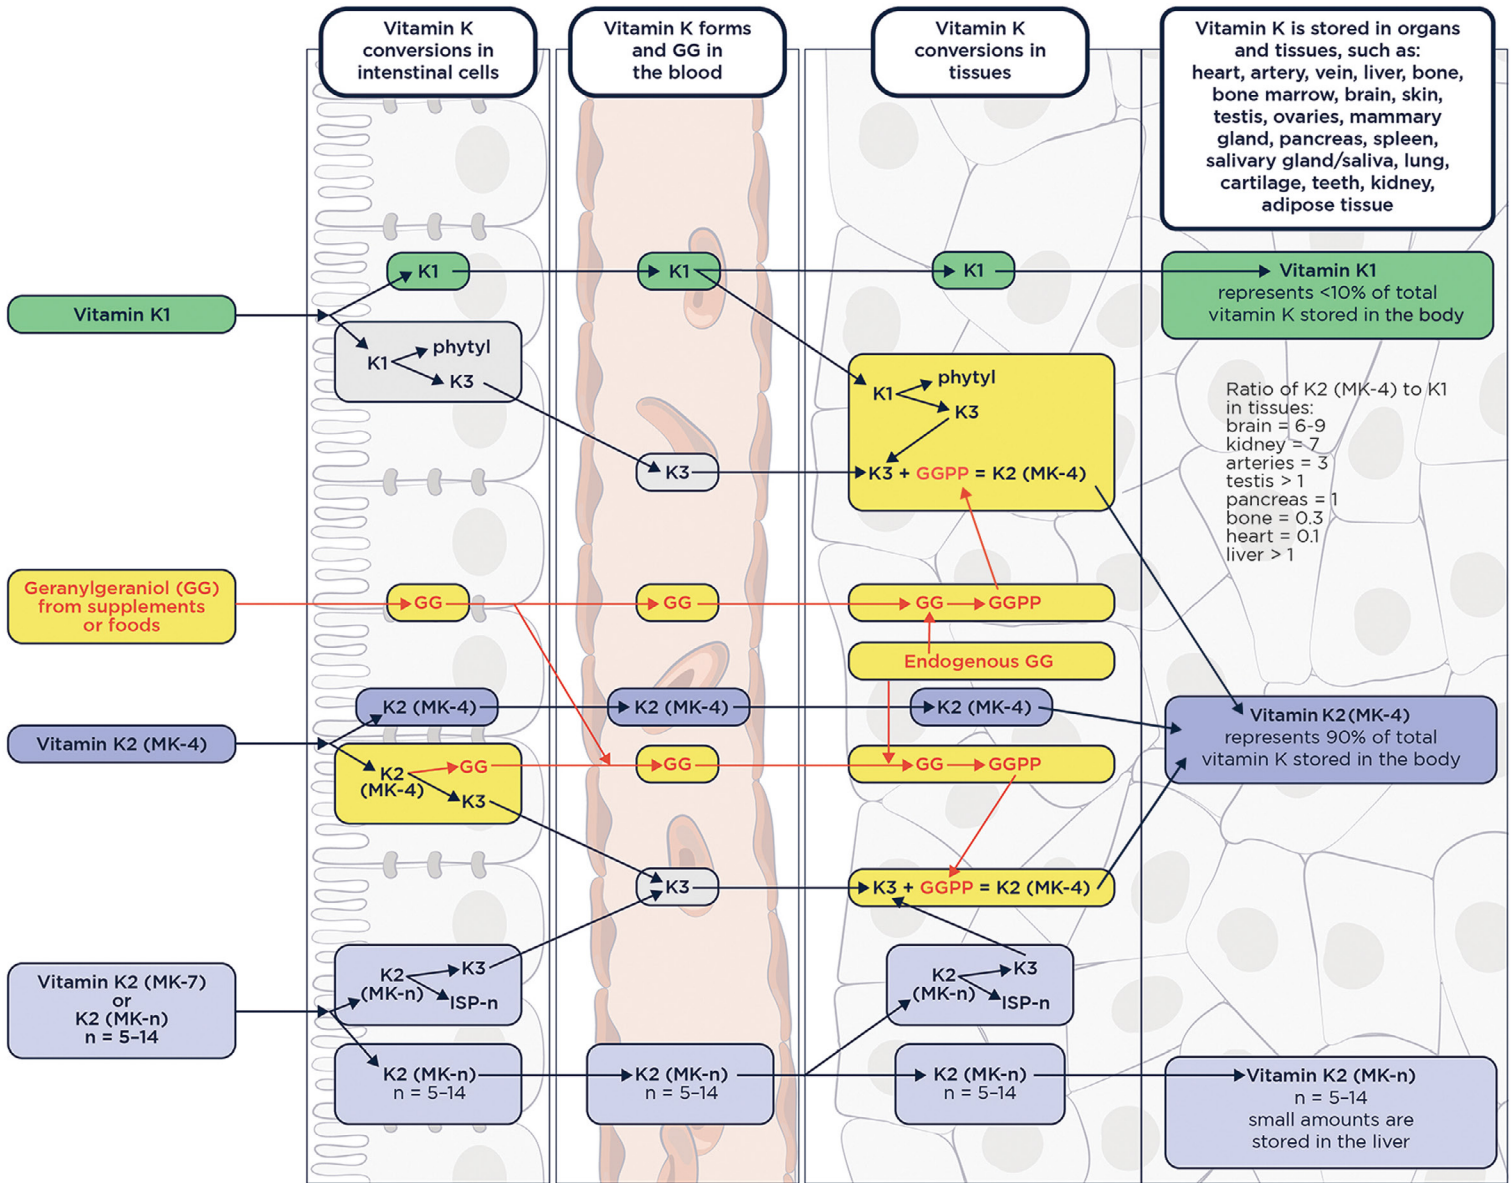 Vitamin K
conversions in
intenstinal cells
Vitamin K forms
and GG in
the blood
Vitamin K
conversions in
tissues
Vitamin K is stored in organs
and tissues, such as:
heart, artery, vein, liver, bone,
bone marrow, brain, skin,
testis, ovaries, mammary
gland, pancreas, spleen,
salivary gland/saliva, lung,
cartilage, teeth, kidney,
adipose tissue
Vitamin K1
K1
K1
K1
Vitamin K1
represents <10% of total
vitamin K stored in the body
K1
phytyl
K3
K3
K1
phytyl
K3
K3 + GGPP = K2 (MK-4)
Ratio of K2 (MK-4) to K1
in tissues:
brain = 6-9
kidney = 7
arteries = 3
testis > 1
pancreas = 1
bone = 0.3
heart = 0.1
liver > 1
Geranylgeraniol (GG)
from supplements
or foods
GG
GG
GG
GGPP
Endogenous GG
Vitamin K2 (MK-4)
K2 (MK-4)
K2 (MK-4)
K2 (MK-4)
Vitamin K2(MK-4)
represents 90% of total
vitamin K stored in the body
K2
(MK-4)
GG
K3
GG
GG
GGPP
K3
K3 + GGPP = K2 (MK-4)
Vitamin K2 (MK-7)
or
K2 (MK-n)
n = 5–14
K2
(MK-n)
K3
ISP-n
K2
(MK-n)
K3
ISP-n
K2 (MK-n)
n = 5–14
K2 (MK-n)
n = 5–14
K2 (MK-n)
n = 5–14
Vitamin K2 (MK-n)
n = 5–14
small amounts are
stored in the liver